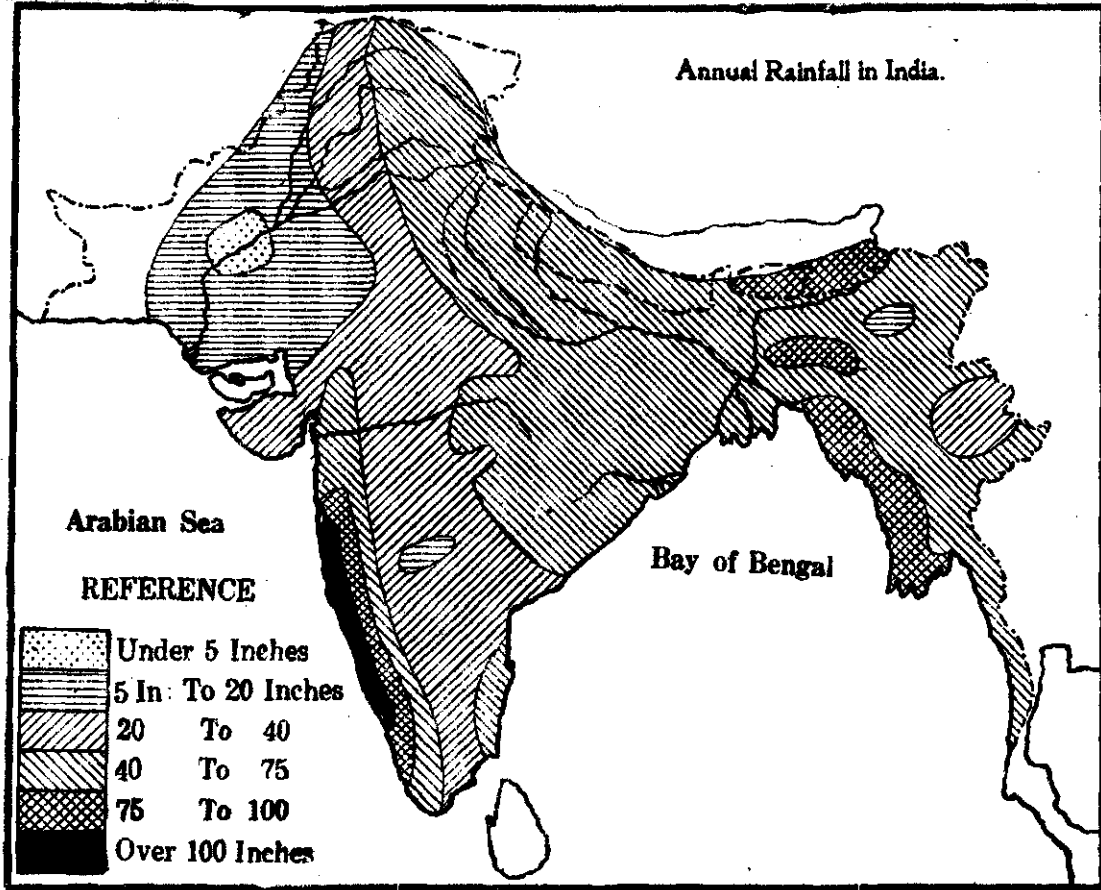 Annual Rainfall in India.
Arabian Sea
Bay of Bengal
REFERENCE
Under 5 Inches
5 In: To 20 Inches
20 To 40
40 To 75
75 To 100
Over 100 Inches